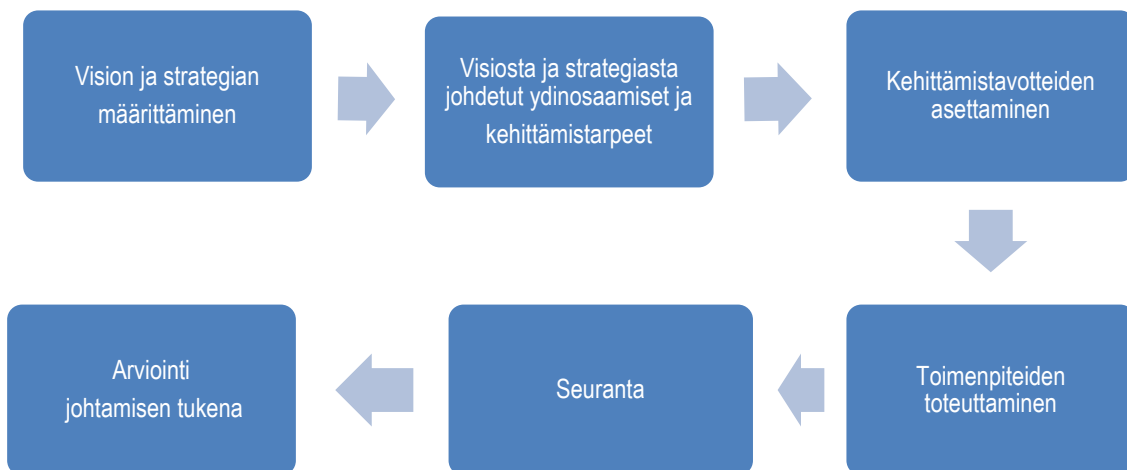 Vision ja strategian
määrittäminen
Visiosta ja strategiasta
johdetut ydinosaamiset ja
kehittämistarpeet
Kehittämistavotteiden
asettaminen
Toimenpiteiden
toteuttaminen
Seuranta
Arviointi
johtamisen tukena